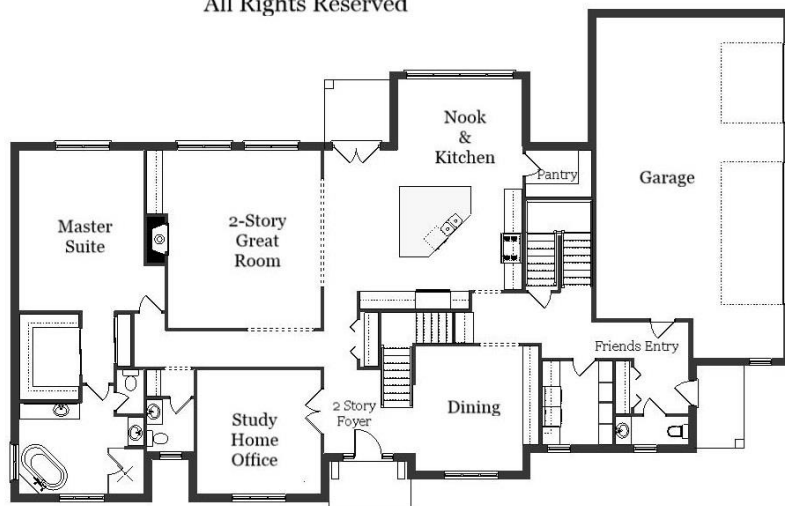 All Rights Reserved
Nook
&
Kitchen
Pantry
Garage
Master
Suite
2-Story
Great
Room
Friends Entry
2 Story
Foyer
Dining
Study
Home
Office